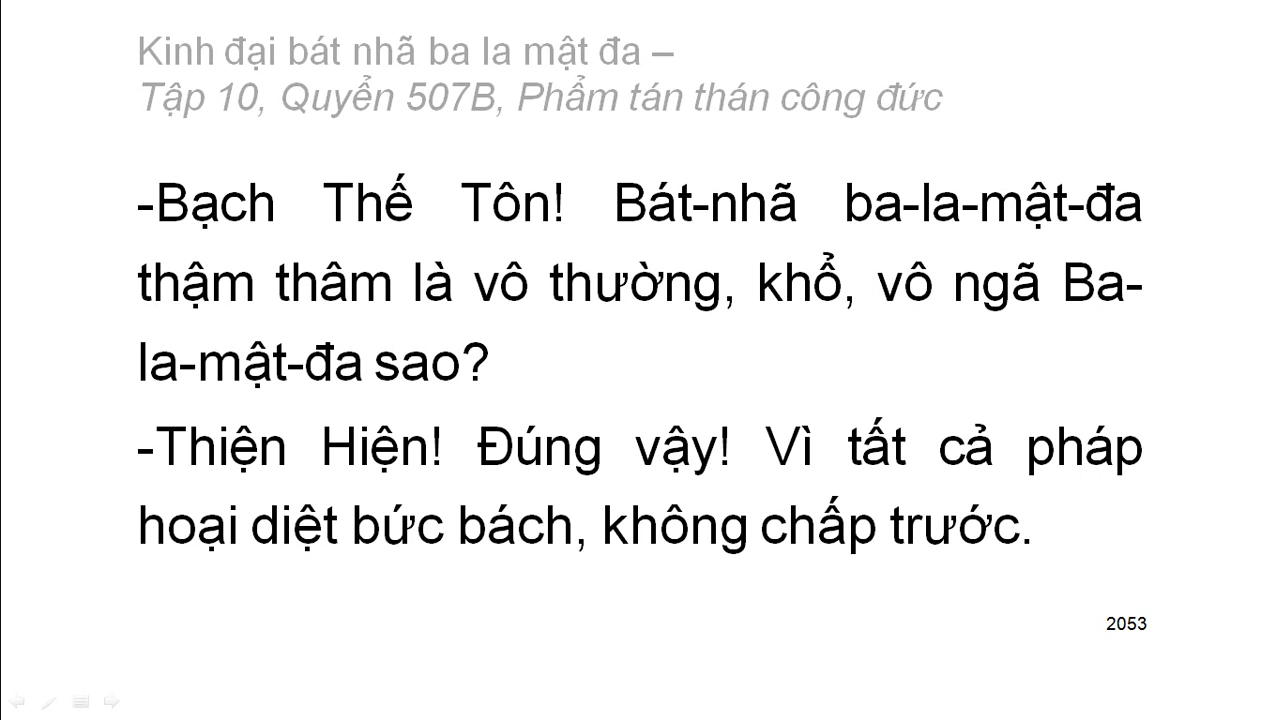 Kinh đại bát nhã ba la mật đa –
Tập 10, Quyển 507B, Phẩm tán thán công đức
-Bạch Thế Tôn! Bát-nhã ba-la-mật-đa
thậm thâm là vô thường, khổ, vô ngã Ba-
la-mật-đa sao?
-Thiện Hiện! Đúng vậy! Vì tất cả pháp
hoại diệt bức bách, không chấp trước.
2053